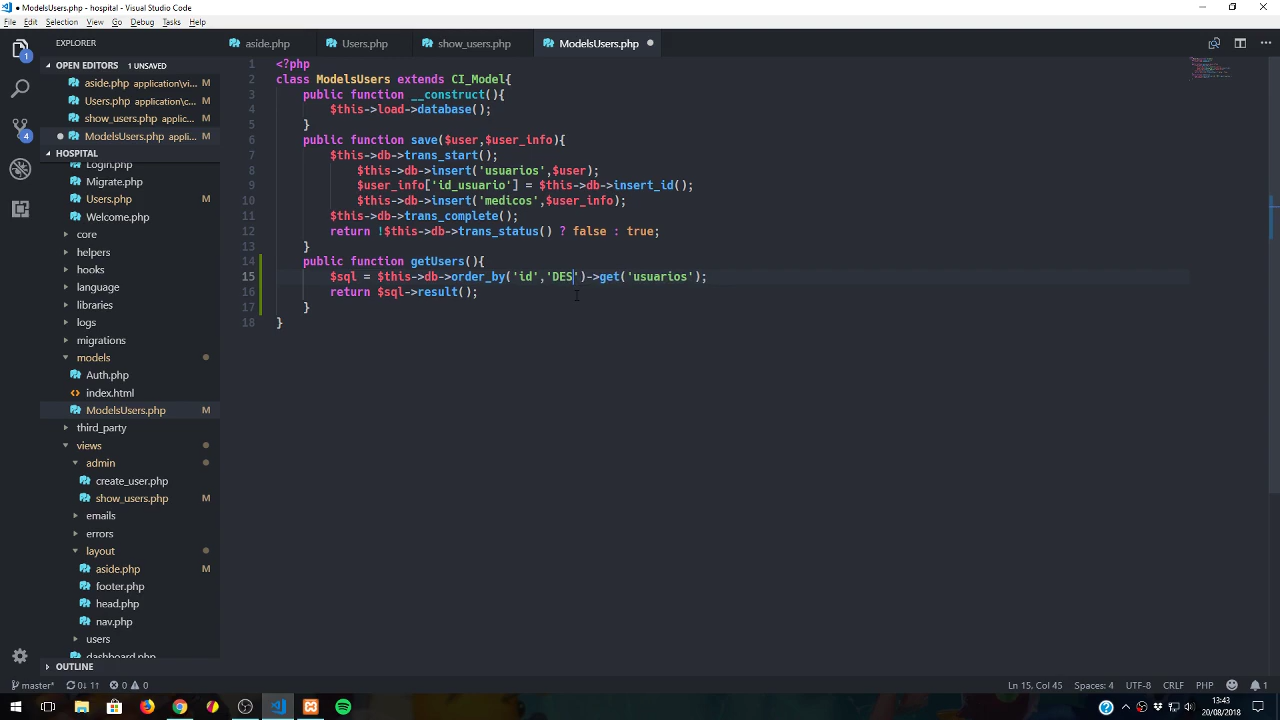 ● ModelsUsers.php - hospital - Visual Studio Code
File Edit Selection View Go Debug Tasks Help
EXPLORER
OPEN EDITORS 1 UNSAVED
aside.php application\vi... M
Users.php application\c... M
show_users.php applic... M
● ModelsUsers.php appli... M
HOSPITAL
Login.php
Migrate.php
Users.php M
Welcome.php
core
helpers
hooks
language
libraries
logs
migrations
models
Auth.php
index.html
ModelsUsers.php M
third_party
views
admin
create_user.php
show_users.php M
emails
errors
layout
aside.php M
footer.php
head.php
nav.php
users
dashboard.php
OUTLINE
1
4
aside.php Users.php show_users.php ModelsUsers.php ●
1 <?php
2 class ModelsUsers extends CI_Model{
3 public function __construct(){
4 $this->load->database();
5 }
6 public function save($user,$user_info){
7 $this->db->trans_start();
8 $this->db->insert('usuarios',$user);
9 $user_info['id_usuario'] = $this->db->insert_id();
10 $this->db->insert('medicos',$user_info);
11 $this->db->trans_complete();
12 return !$this->db->trans_status() ? false : true;
13 }
14 public function getUsers(){
15 $sql = $this->db->order_by('id','DES')->get('usuarios');
16 return $sql->result();
17 }
18 }
master* 0↓ 1↑ 0 0 Ln 15, Col 45 Spaces: 4 UTF-8 CRLF PHP 1
13:43
20/08/2018